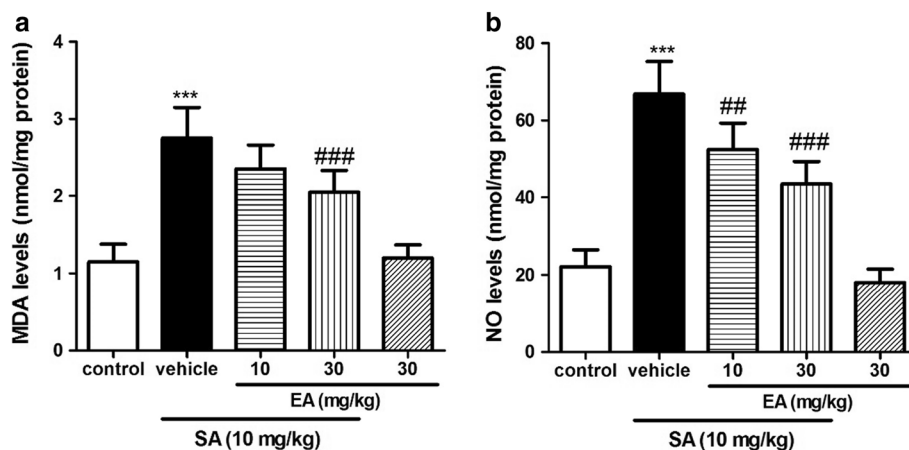 a
MDA levels (nmol/mg protein)
4
3
2
1
0
***
###
control vehicle 10 30 30
EA (mg/kg)
SA (10 mg/kg)
b
NO levels (nmol/mg protein)
80
60
40
20
0
***
##
###
control vehicle 10 30 30
EA (mg/kg)
SA (10 mg/kg)